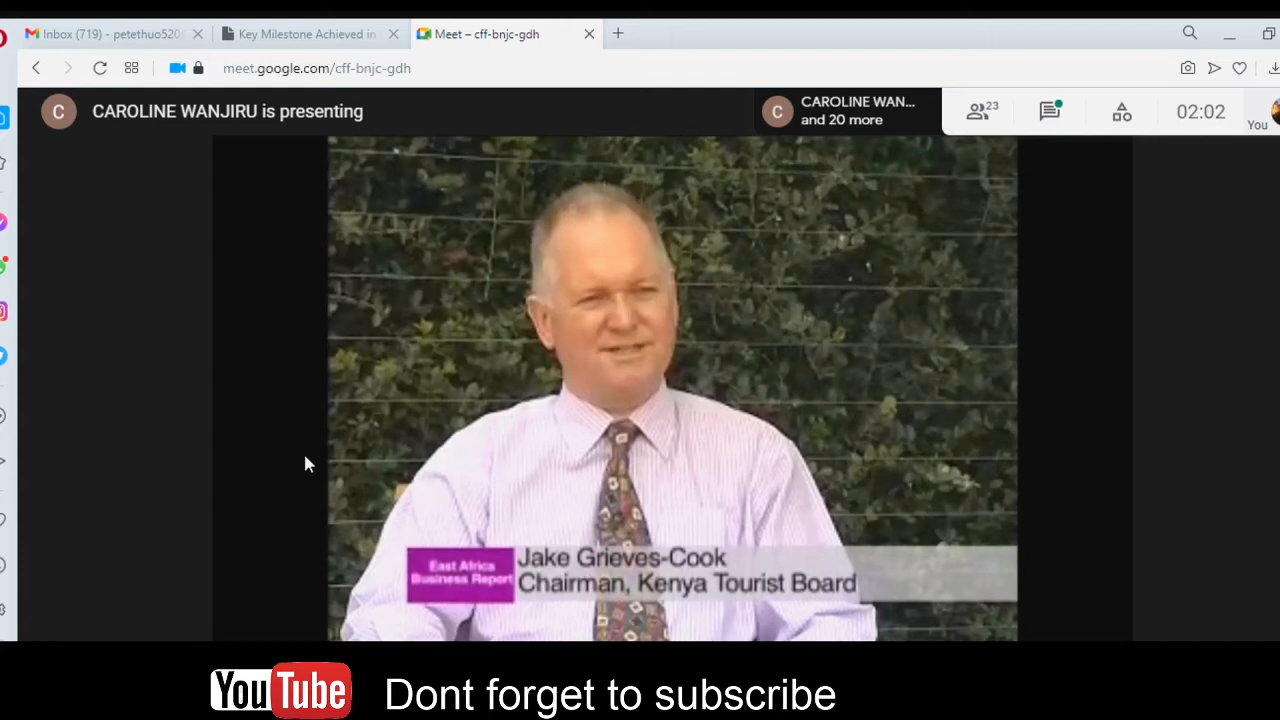 Inbox (719) - petethuo520
Key Milestone Achieved in
Meet – cff-bnjc-gdh
meet.google.com/cff-bnjc-gdh
C
CAROLINE WANJIRU is presenting
C
CAROLINE WAN...
and 20 more
23
02:02
You
East Africa
Business Report
Jake Grieves-Cook
Chairman, Kenya Tourist Board
YouTube
Dont forget to subscribe